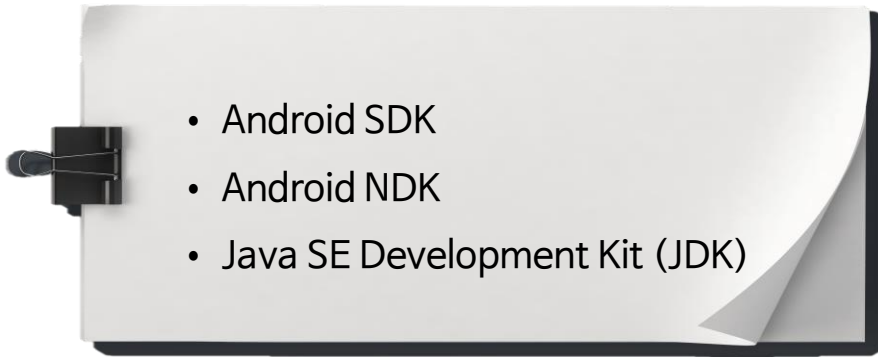 • Android SDK
• Android NDK
• Java SE Development Kit (JDK)